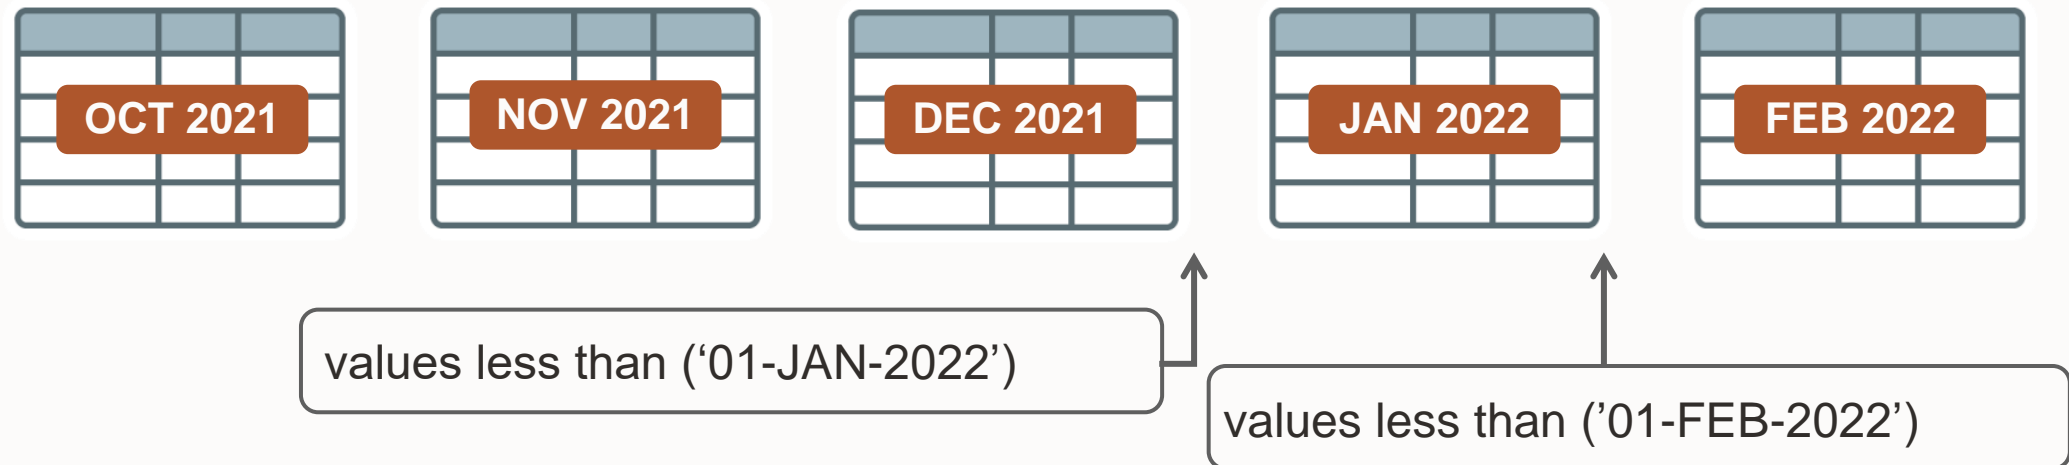 OCT 2021
NOV 2021
DEC 2021
JAN 2022
FEB 2022
values less than (‘01-JAN-2022’)
values less than (’01-FEB-2022’)